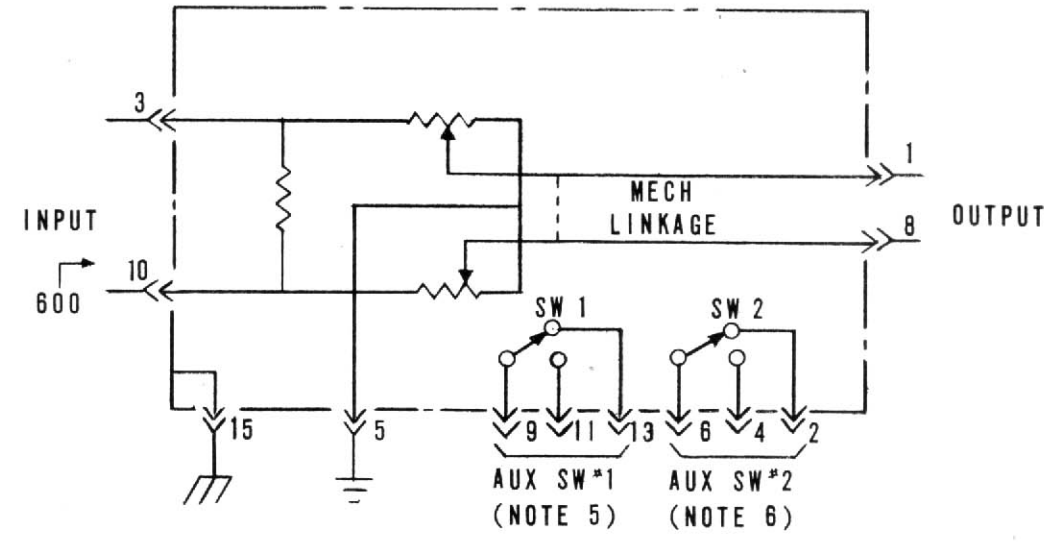 3
1
MECH
LINKAGE
INPUT
8
OUTPUT
10
600
SW 1
SW 2
15
5
9
11
13
6
4
2
AUX SW#1
(NOTE 5)
AUX SW#2
(NOTE 6)